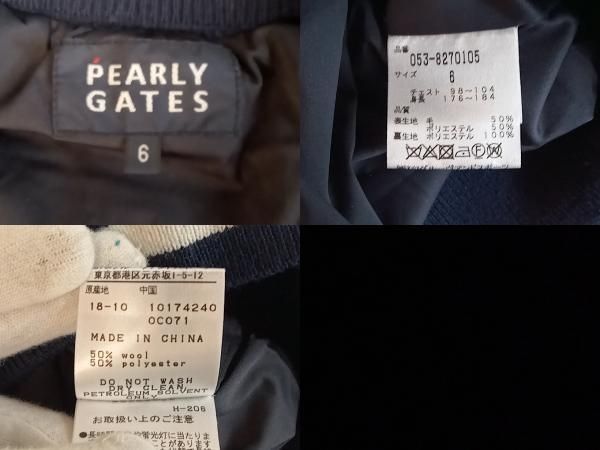 PEARLY
GATES
6
品番
053-8270105
サイズ 6
チェスト 98～104
身長 176～184
品質
表生地 毛 50%
ポリエステル 50%
裏生地 ポリエステル 100%
東京都港区元赤坂1-5-12
原産地 中国
18-10 10174240
0C071
MADE IN CHINA
50% wool
50% polyester
DO NOT WASH
DRY CLEAN
PETROLEUM SOLVENT
ONLY
H-206
お取扱い上のご注意